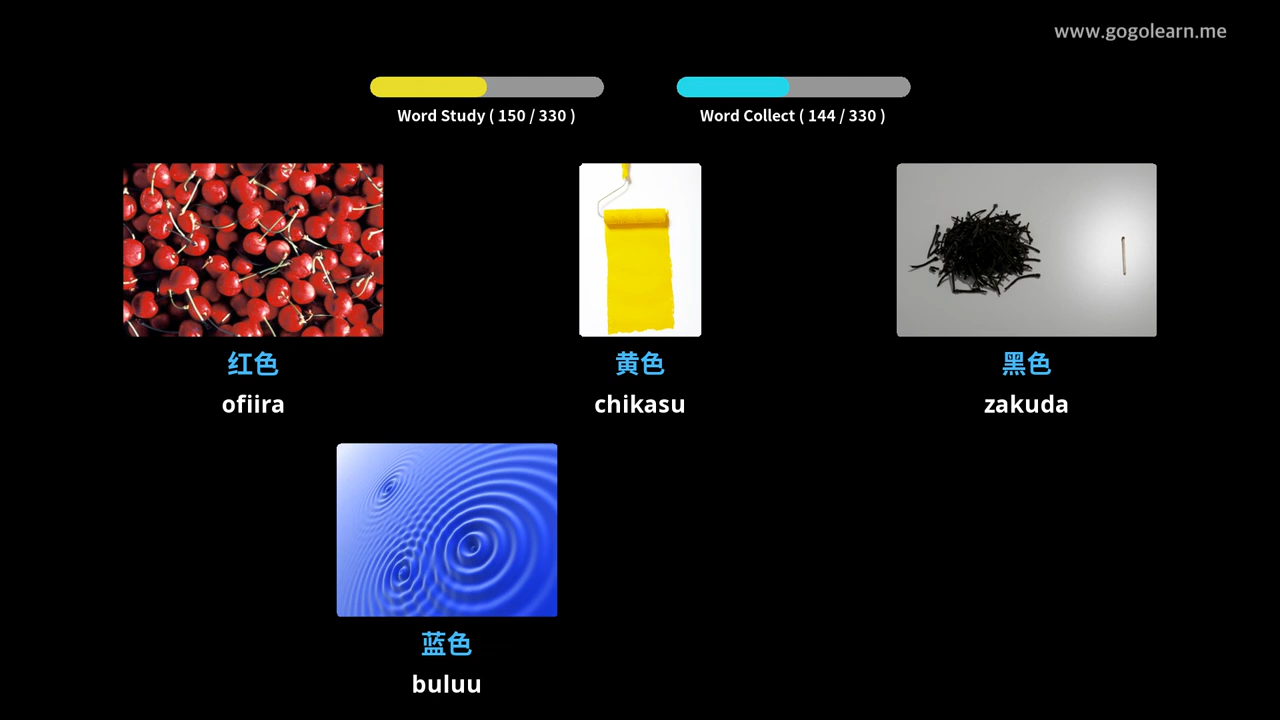 www.gogolearn.me
Word Study ( 150 / 330 )
Word Collect ( 144 / 330 )
红色
ofiira
黄色
chikasu
黑色
zakuda
蓝色
buluu